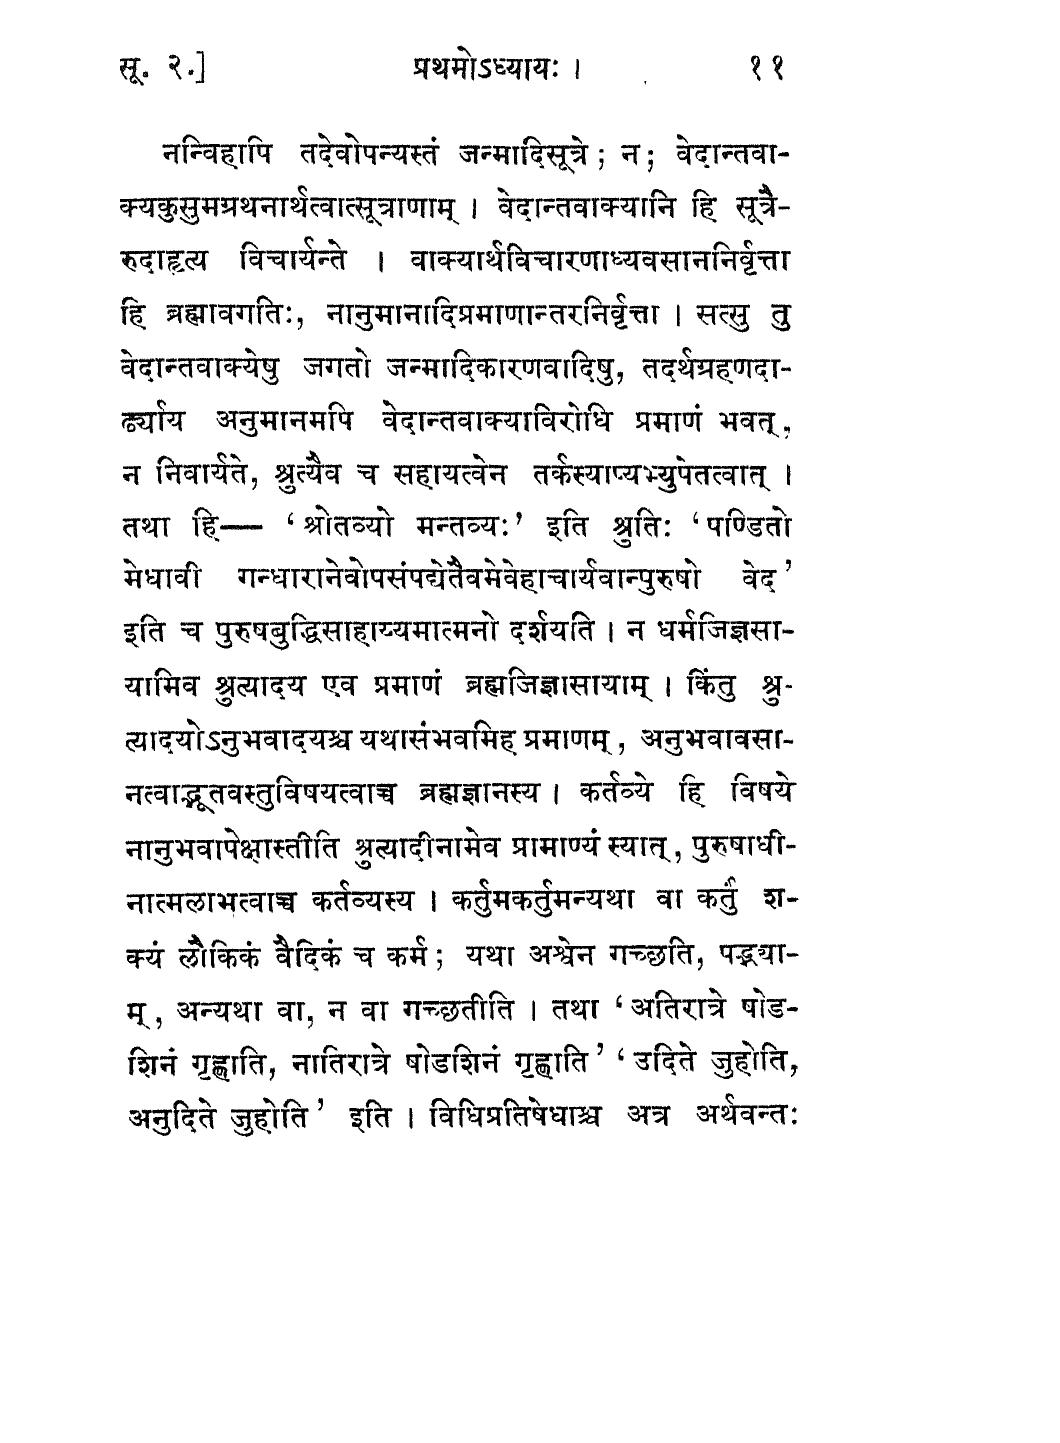 सू. २.] प्रथमोऽध्यायः । ११
नन्विहापि तदेवोपन्यस्तं जन्मादिसूत्रे ; न ; वेदान्तवा-
क्यकुसुमग्रथनार्थत्वात्सूत्राणाम् । वेदान्तवाक्यानि हि सूत्रै-
रुदाहृत्य विचार्यन्ते । वाक्यार्थविचारणाध्यवसाननिर्वृत्ता
हि ब्रह्मावगतिः, नानुमानादिप्रमाणान्तरनिर्वृत्ता । सत्सु तु
वेदान्तवाक्येषु जगतो जन्मादिकारणवादिषु, तदर्थग्रहणदा-
र्ढ्याय अनुमानमपि वेदान्तवाक्याविरोधि प्रमाणं भवत्,
न निवार्यते, श्रुत्यैव च सहायत्वेन तर्कस्याप्यभ्युपेतत्वात् ।
तथा हि— ‘श्रोतव्यो मन्तव्यः’ इति श्रुतिः ‘पण्डितो
मेधावी गन्धारानेवोपसंपद्येतैवमेवेहाचार्यवान्पुरुषो वेद’
इति च पुरुषबुद्धिसाहाय्यमात्मनो दर्शयति । न धर्मजिज्ञसा-
यामिव श्रुत्यादय एव प्रमाणं ब्रह्मजिज्ञासायाम् । किंतु श्रु-
त्यादयोऽनुभवादयश्च यथासंभवमिह प्रमाणम्, अनुभवावसा-
नत्वाद्भूतवस्तुविषयत्वाच्च ब्रह्मज्ञानस्य । कर्तव्ये हि विषये
नानुभवापेक्षास्तीति श्रुत्यादीनामेव प्रामाण्यं स्यात्, पुरुषाधी-
नात्मलाभत्वाच्च कर्तव्यस्य । कर्तुमकर्तुमन्यथा वा कर्तुं श-
क्यं लौकिकं वैदिकं च कर्म ; यथा अश्वेन गच्छति, पद्भ्या-
म्, अन्यथा वा, न वा गच्छतीति । तथा ‘अतिरात्रे षोड-
शिनं गृह्णाति, नातिरात्रे षोडशिनं गृह्णाति’ ‘उदिते जुहोति,
अनुदिते जुहोति’ इति । विधिप्रतिषेधाश्च अत्र अर्थवन्तः